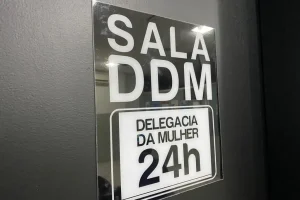 SALA
DDM
DELEGACIA
DA MULHER
24h